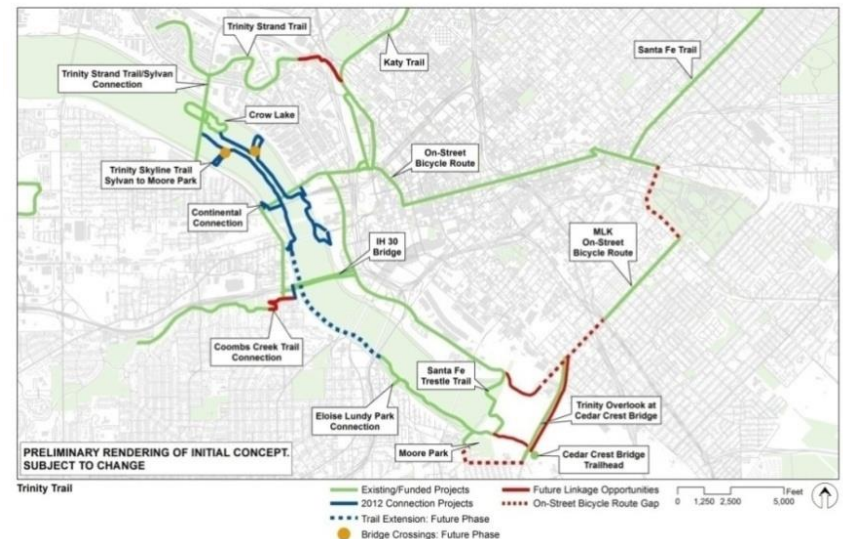 Trinity Strand Trail
Katy Trail
Santa Fe Trail
Trinity Strand Trail/Sylvan
Connection
Crow Lake
Trinity Skyline Trail
Sylvan to Moore Park
On-Street
Bicycle Route
Continental
Connection
IH 30
Bridge
MLK
On-Street
Bicycle Route
Coombs Creek Trail
Connection
Santa Fe
Trestle Trail
Eloise Lundy Park
Connection
Trinity Overlook at
Cedar Crest Bridge
Moore Park
Cedar Crest Bridge
Trailhead
PRELIMINARY RENDERING OF INITIAL CONCEPT.
SUBJECT TO CHANGE
Trinity Trail
Existing/Funded Projects
2012 Connection Projects
Trail Extension: Future Phase
Bridge Crossings: Future Phase
Future Linkage Opportunities
On-Street Bicycle Route Gap
Feet
0 1,250 2,500 5,000